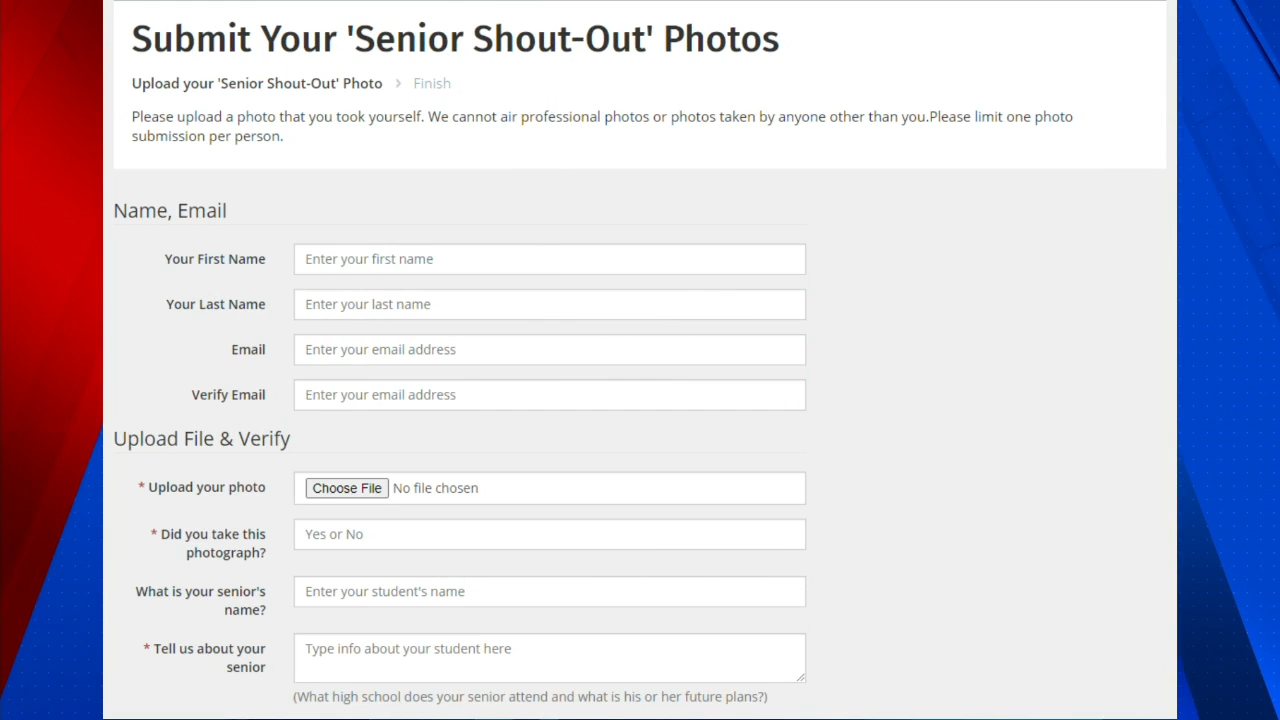 Submit Your 'Senior Shout-Out' Photos
Upload your 'Senior Shout-Out' Photo > Finish
Please upload a photo that you took yourself. We cannot air professional photos or photos taken by anyone other than you.Please limit one photo
submission per person.
Name, Email
Your First Name Enter your first name
Your Last Name Enter your last name
Email Enter your email address
Verify Email Enter your email address
Upload File & Verify
* Upload your photo Choose File No file chosen
* Did you take this Yes or No
photograph?
What is your senior's Enter your student's name
name?
* Tell us about your Type info about your student here
senior
(What high school does your senior attend and what is his or her future plans?)